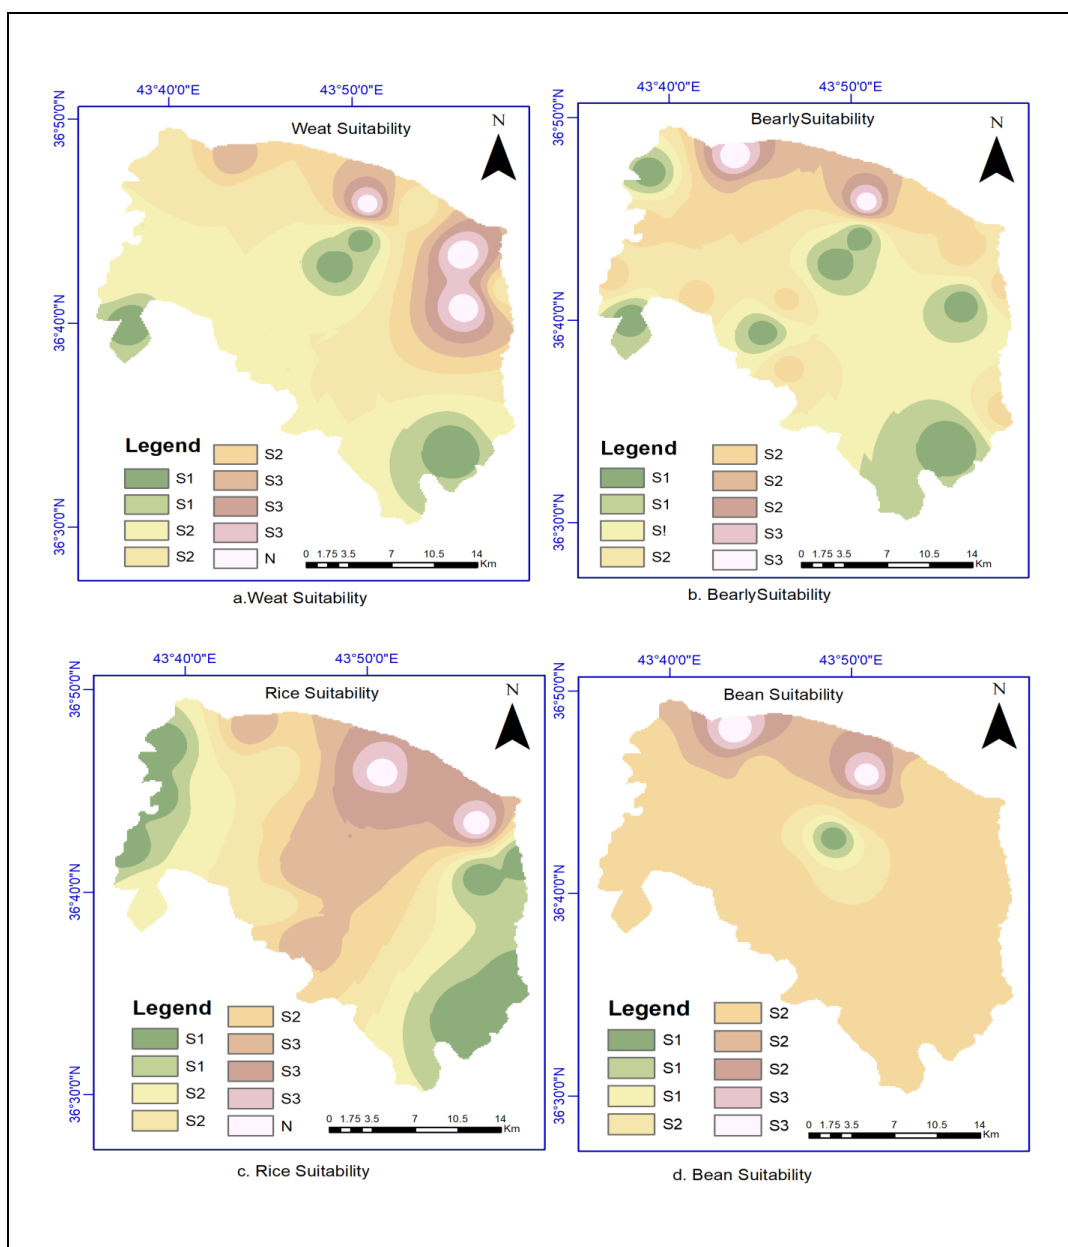 43°40'0"E 43°50'0"E
36°50'0"N
36°40'0"N
36°30'0"N
Weat Suitability
N
Legend
S1
S1
S2
S2
S2
S3
S3
S3
N
0 1.75 3.5 7 10.5 14
Km
a.Weat Suitability
43°40'0"E 43°50'0"E
36°50'0"N
36°40'0"N
36°30'0"N
BearlySuitability
N
Legend
S1
S1
S!
S2
S2
S2
S2
S3
S3
0 1.75 3.5 7 10.5 14
Km
b. BearlySuitability
43°40'0"E 43°50'0"E
36°50'0"N
36°40'0"N
36°30'0"N
Rice Suitability
N
Legend
S1
S1
S2
S2
S2
S3
S3
S3
N
0 1.75 3.5 7 10.5 14
Km
c. Rice Suitability
43°40'0"E 43°50'0"E
36°50'0"N
36°40'0"N
36°30'0"N
Bean Suitability
N
Legend
S1
S1
S1
S2
S2
S2
S2
S3
S3
0 1.75 3.5 7 10.5 14
Km
d. Bean Suitability